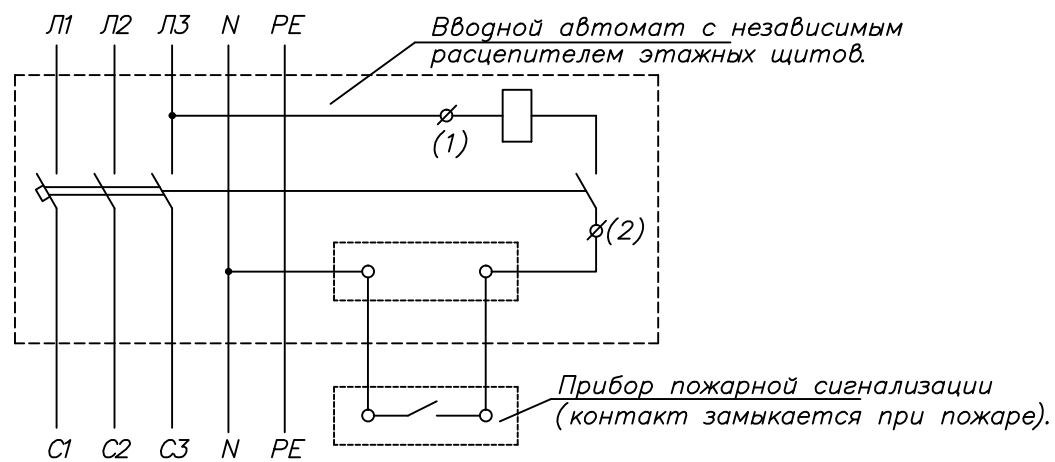 Л1 Л2 Л3 N PE
Вводной автомат с независимым
расцепителем этажных щитов.
(1)
(2)
Прибор пожарной сигнализации
(контакт замыкается при пожаре).
С1 С2 С3 N PE